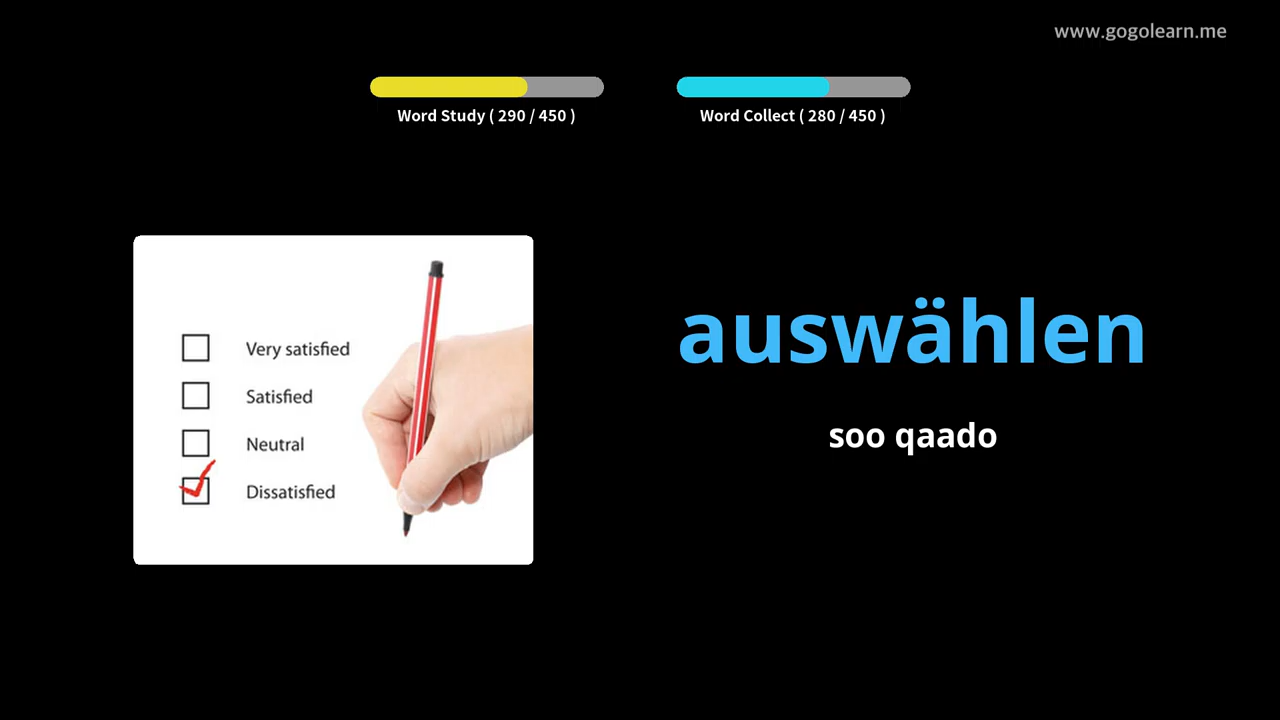 www.gogolearn.me
Word Study ( 290 / 450 )
Word Collect ( 280 / 450 )
Very satisfied
Satisfied
Neutral
Dissatisfied
auswählen
soo qaado